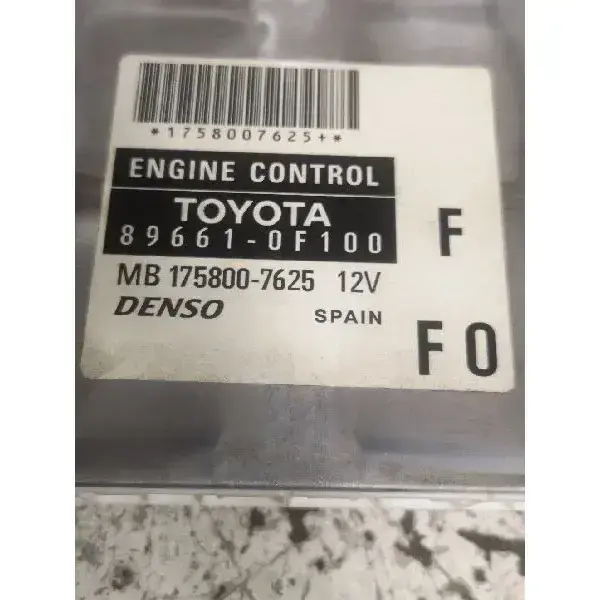 *1758007625+*
ENGINE CONTROL
TOYOTA
89661-0F100
F
MB 175800-7625 12V
DENSO SPAIN
F0